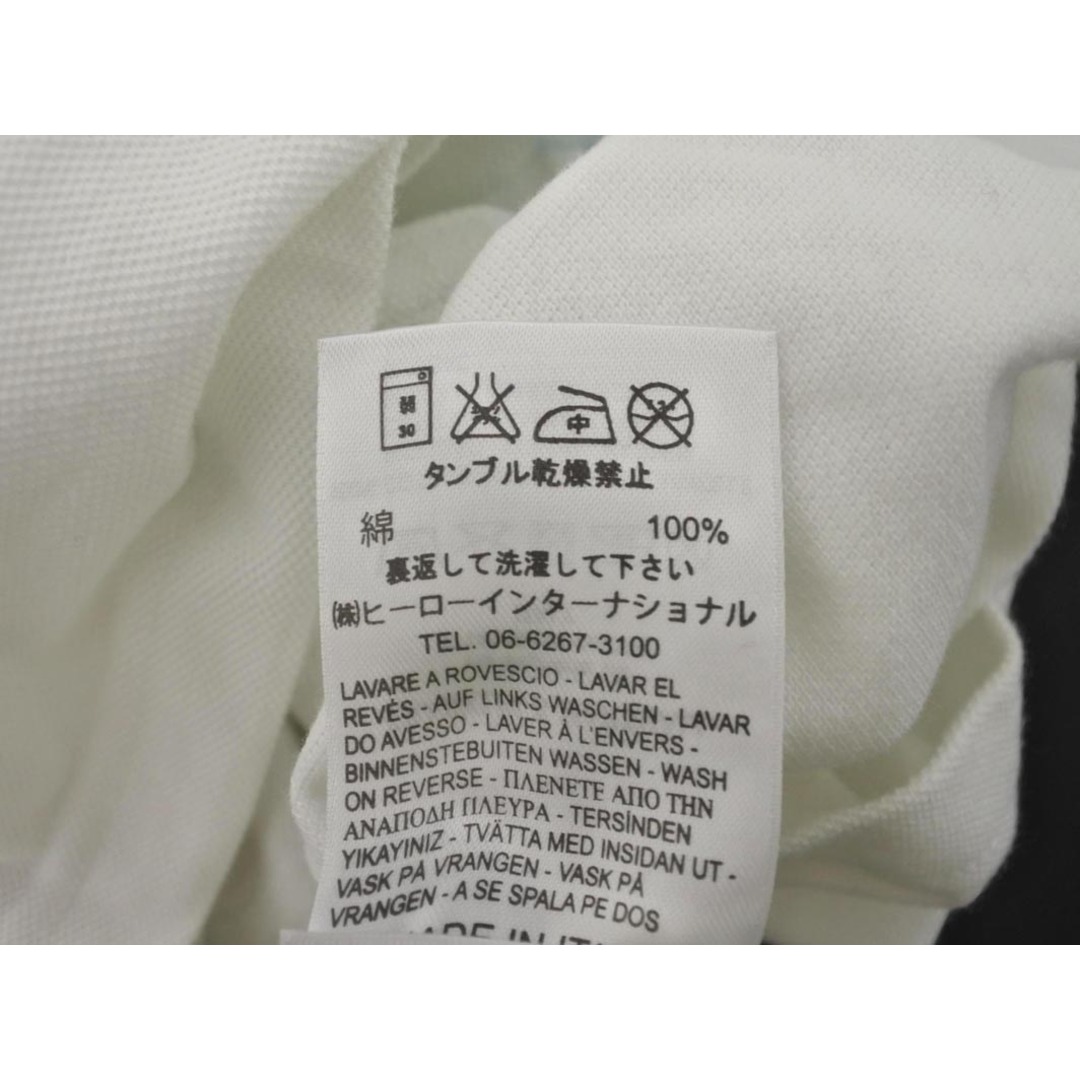 30
中
タンブル乾燥禁止
綿 100%
裏返して洗濯して下さい
㈱ヒーローインターナショナル
TEL. 06-6267-3100
LAVARE A ROVESCIO - LAVAR EL
REVÉS - AUF LINKS WASCHEN - LAVAR
DO AVESSO - LAVER À L'ENVERS -
BINNENSTEBUITEN WASSEN - WASH
ON REVERSE - ΠΛΕΝΕΤΕ ΑΠΟ ΤΗΝ
ΑΝΑΠΟΔΗ ΠΛΕΥΡΑ - TERSİNDEN
YIKAYINIZ - TVÄTTA MED INSIDAN UT -
VASK PÅ VRANGEN - VASK PÅ
VRANGEN - A SE SPALA PE DOS